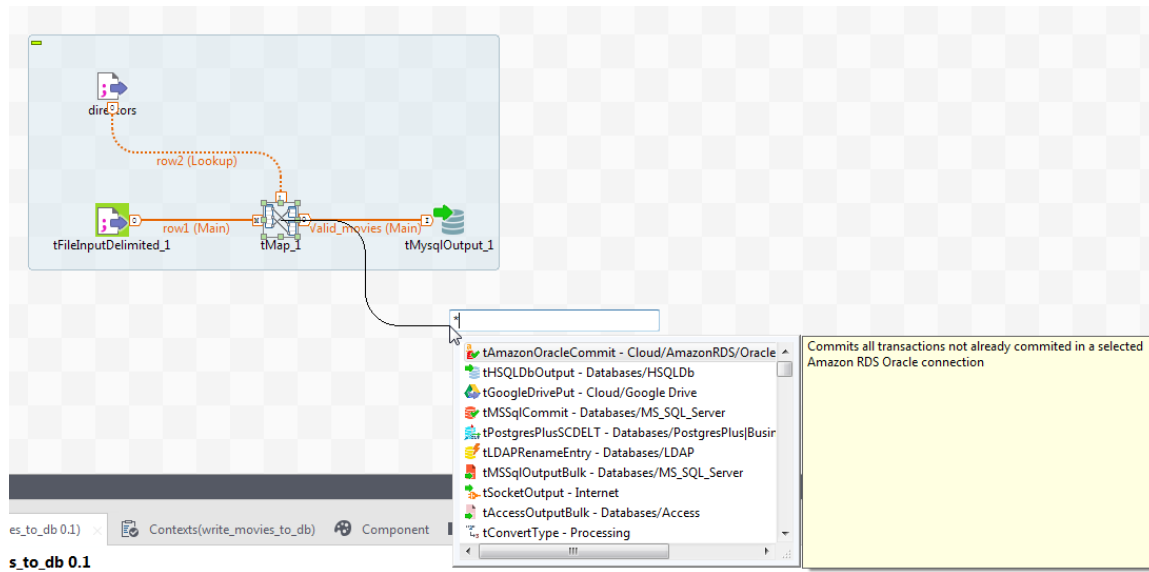 directors
row2 (Lookup)
row1 (Main)
Valid_movies (Main)
tFileInputDelimited_1
tMap_1
tMysqlOutput_1
*
tAmazonOracleCommit - Cloud/AmazonRDS/Oracle
tHSQLDbOutput - Databases/HSQLDb
tGoogleDrivePut - Cloud/Google Drive
tMSSqlCommit - Databases/MS_SQL_Server
tPostgresPlusSCDELT - Databases/PostgresPlus|Busir
tLDAPRenameEntry - Databases/LDAP
tMSSqlOutputBulk - Databases/MS_SQL_Server
tSocketOutput - Internet
tAccessOutputBulk - Databases/Access
tConvertType - Processing
Commits all transactions not already commited in a selected
Amazon RDS Oracle connection
es_to_db 0.1) Contexts(write_movies_to_db) Component
s_to_db 0.1